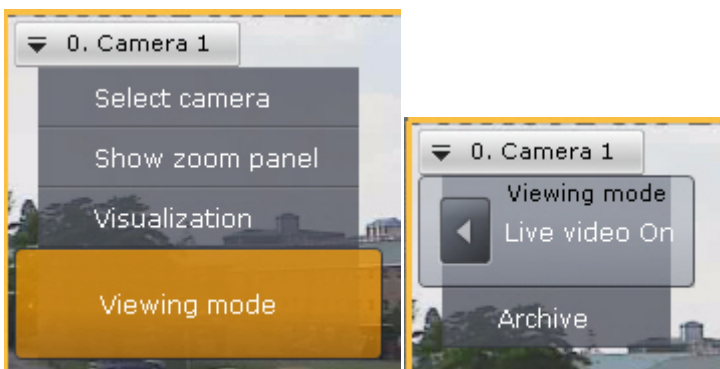 0. Camera 1
Select camera
Show zoom panel
Visualization
Viewing mode
0. Camera 1
Viewing mode
Live video On
Archive